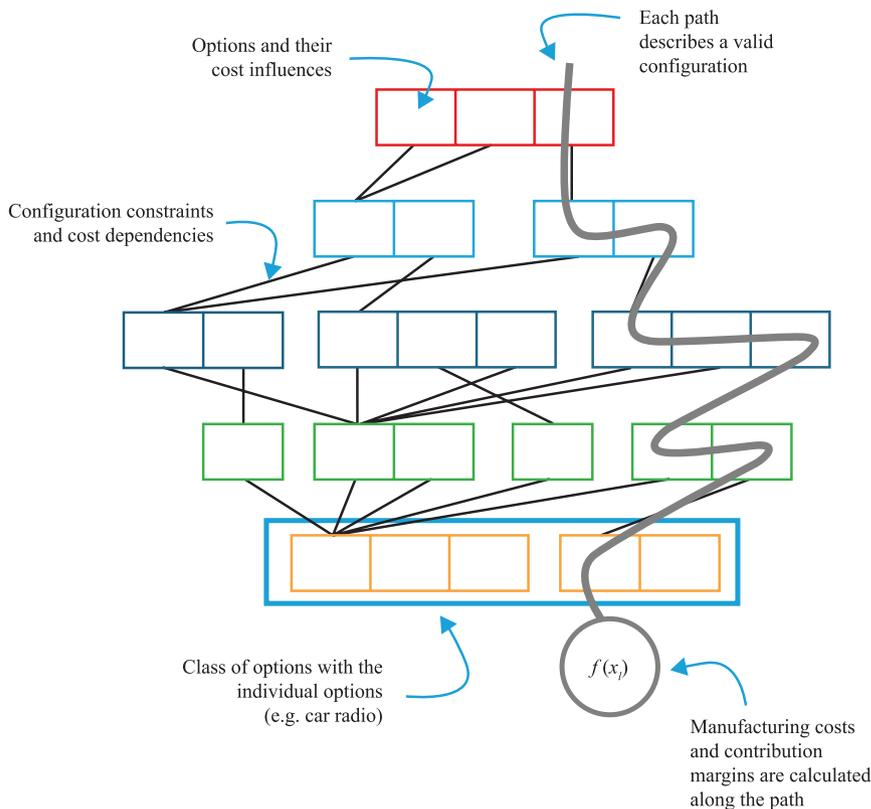 Options and their
cost influences
Each path
describes a valid
configuration
Configuration constraints
and cost dependencies
Class of options with the
individual options
(e.g. car radio)
f(xₗ)
Manufacturing costs
and contribution
margins are calculated
along the path